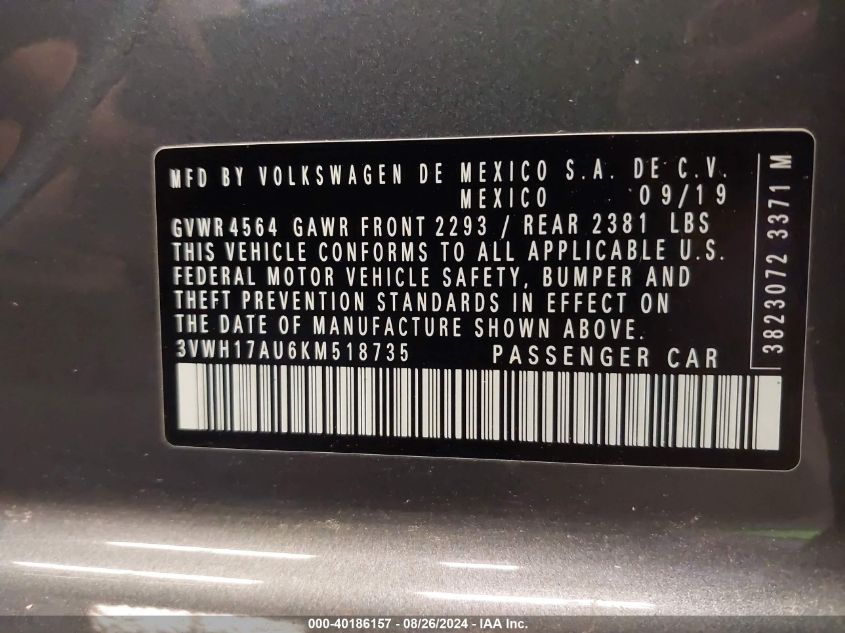 MFD BY VOLKSWAGEN DE MEXICO S.A. DE C.V.
MEXICO 09/19
GVWR 4564 GAWR FRONT 2293 / REAR 2381 LBS
THIS VEHICLE CONFORMS TO ALL APPLICABLE U.S.
FEDERAL MOTOR VEHICLE SAFETY, BUMPER AND
THEFT PREVENTION STANDARDS IN EFFECT ON
THE DATE OF MANUFACTURE SHOWN ABOVE.
3VWH17AU6KM518735 PASSENGER CAR
3823072 3371 M
000-40186157 - 08/26/2024 - IAA Inc.